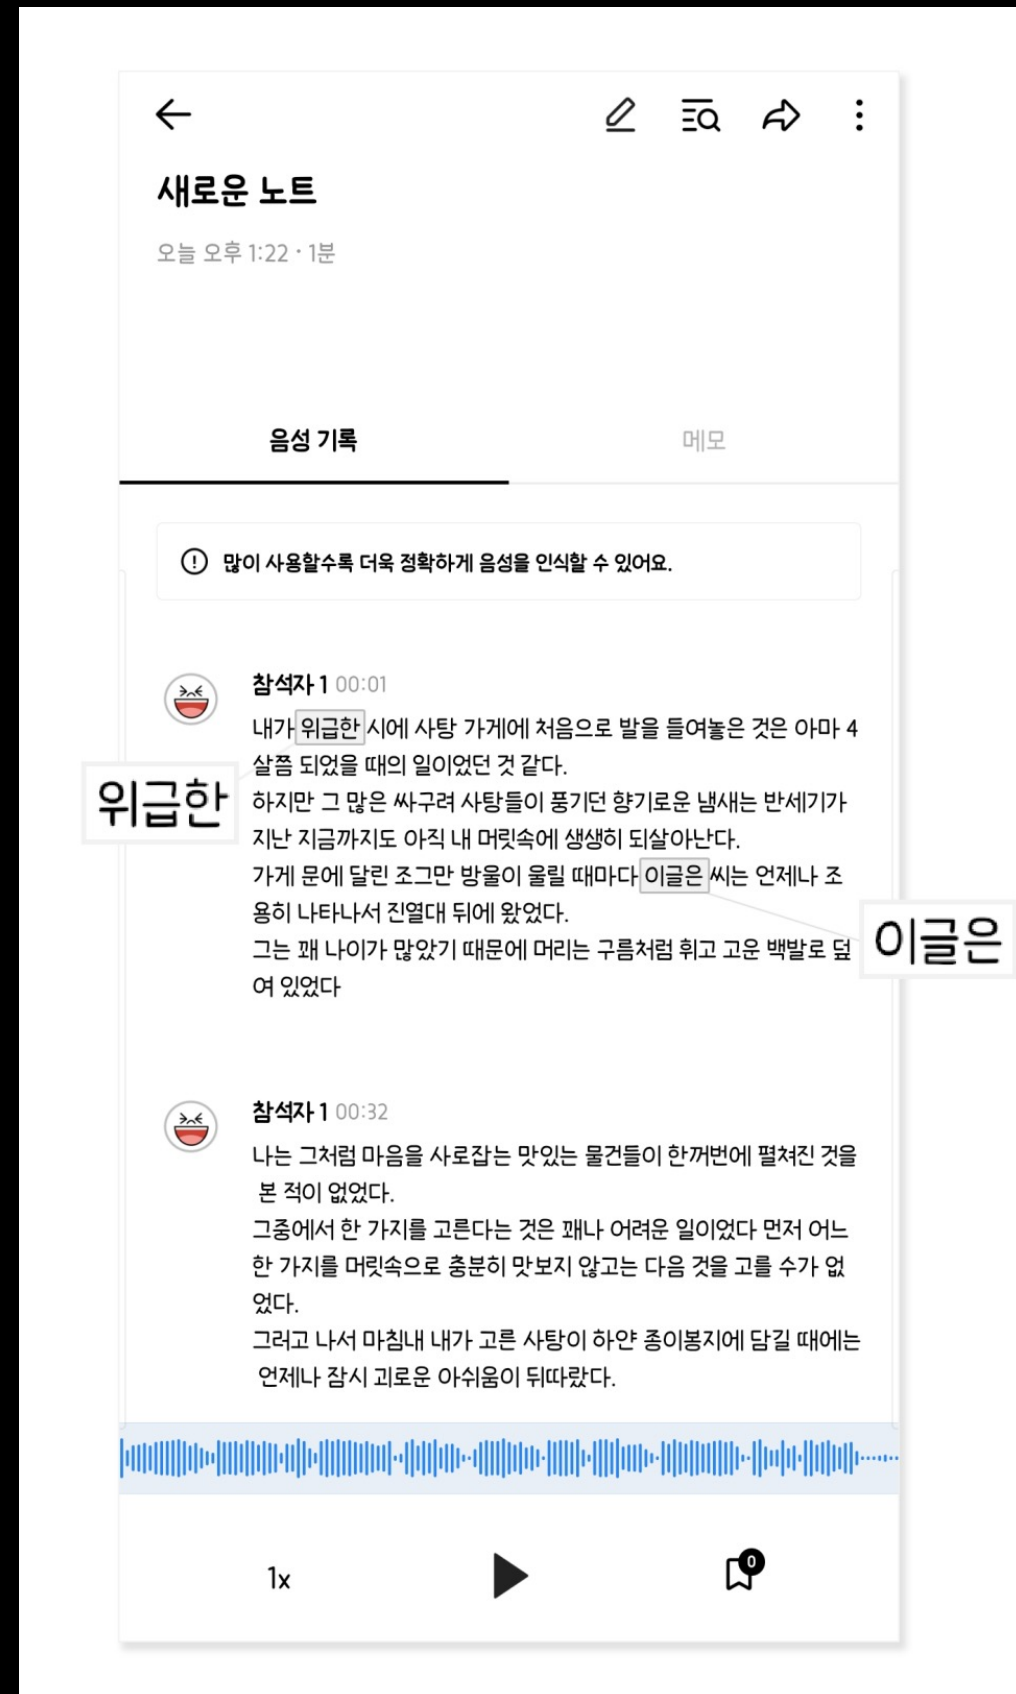 새로운 노트
오늘 오후 1:22 · 1분
음성 기록
메모
많이 사용할수록 더욱 정확하게 음성을 인식할 수 있어요.
참석자 1 00:01
내가 위급한 시에 사탕 가게에 처음으로 발을 들여놓은 것은 아마 4
살쯤 되었을 때의 일이었던 것 같다.
위급한
하지만 그 많은 싸구려 사탕들이 풍기던 향기로운 냄새는 반세기가
지난 지금까지도 아직 내 머릿속에 생생히 되살아난다.
가게 문에 달린 조그만 방울이 울릴 때마다 이글은 씨는 언제나 조
용히 나타나서 진열대 뒤에 왔었다.
그는 꽤 나이가 많았기 때문에 머리는 구름처럼 휘고 고운 백발로 덮
이글은
여 있었다
참석자 1 00:32
나는 그처럼 마음을 사로잡는 맛있는 물건들이 한꺼번에 펼쳐진 것을
본 적이 없었다.
그중에서 한 가지를 고른다는 것은 꽤나 어려운 일이었다 먼저 어느
한 가지를 머릿속으로 충분히 맛보지 않고는 다음 것을 고를 수가 없
었다.
그러고 나서 마침내 내가 고른 사탕이 하얀 종이봉지에 담길 때에는
언제나 잠시 괴로운 아쉬움이 뒤따랐다.
1x
0